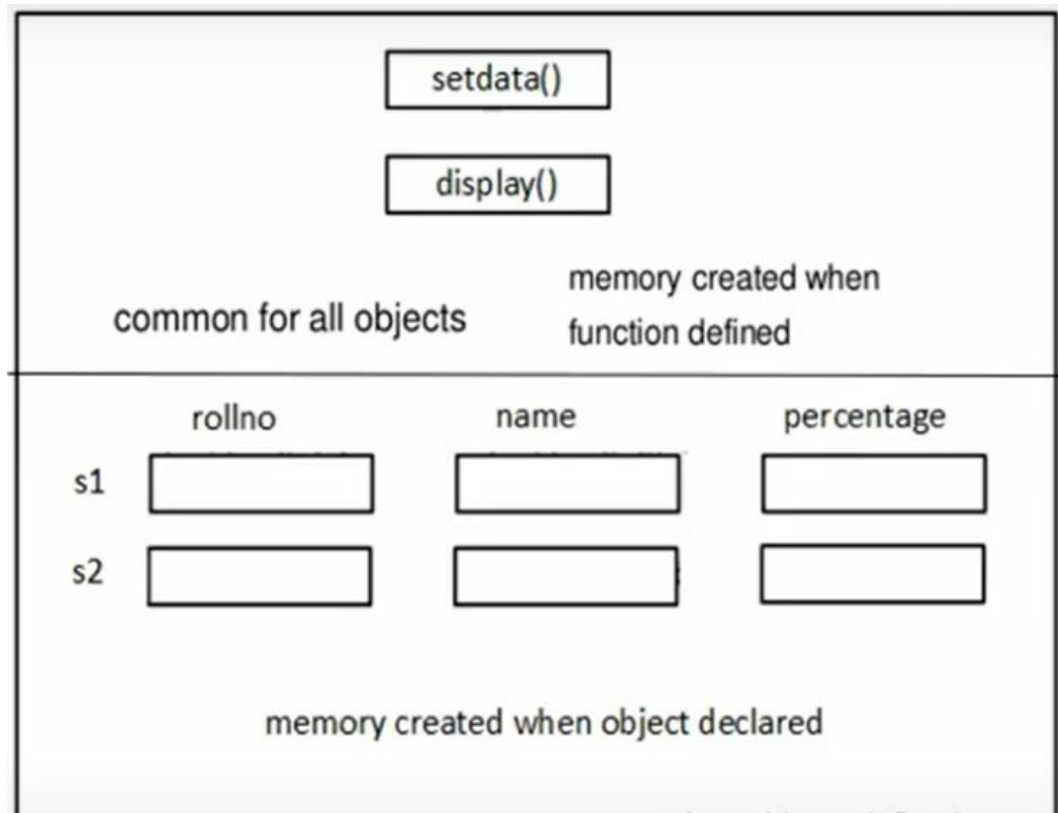 setdata()
display()
common for all objects
memory created when
function defined
rollno name percentage
s1
s2
memory created when object declared